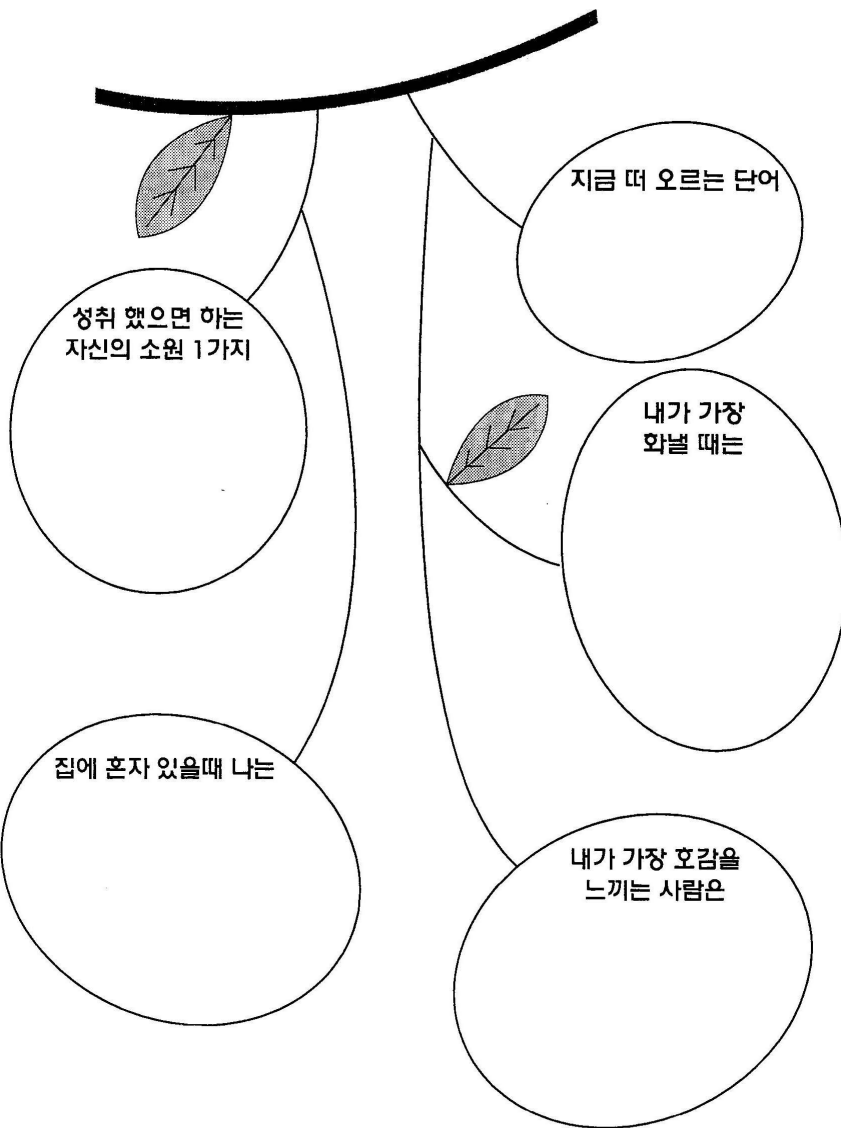 지금 떠 오르는 단어
성취 했으면 하는
자신의 소원 1가지
내가 가장
화낼 때는
집에 혼자 있을때 나는
내가 가장 호감을
느끼는 사람은